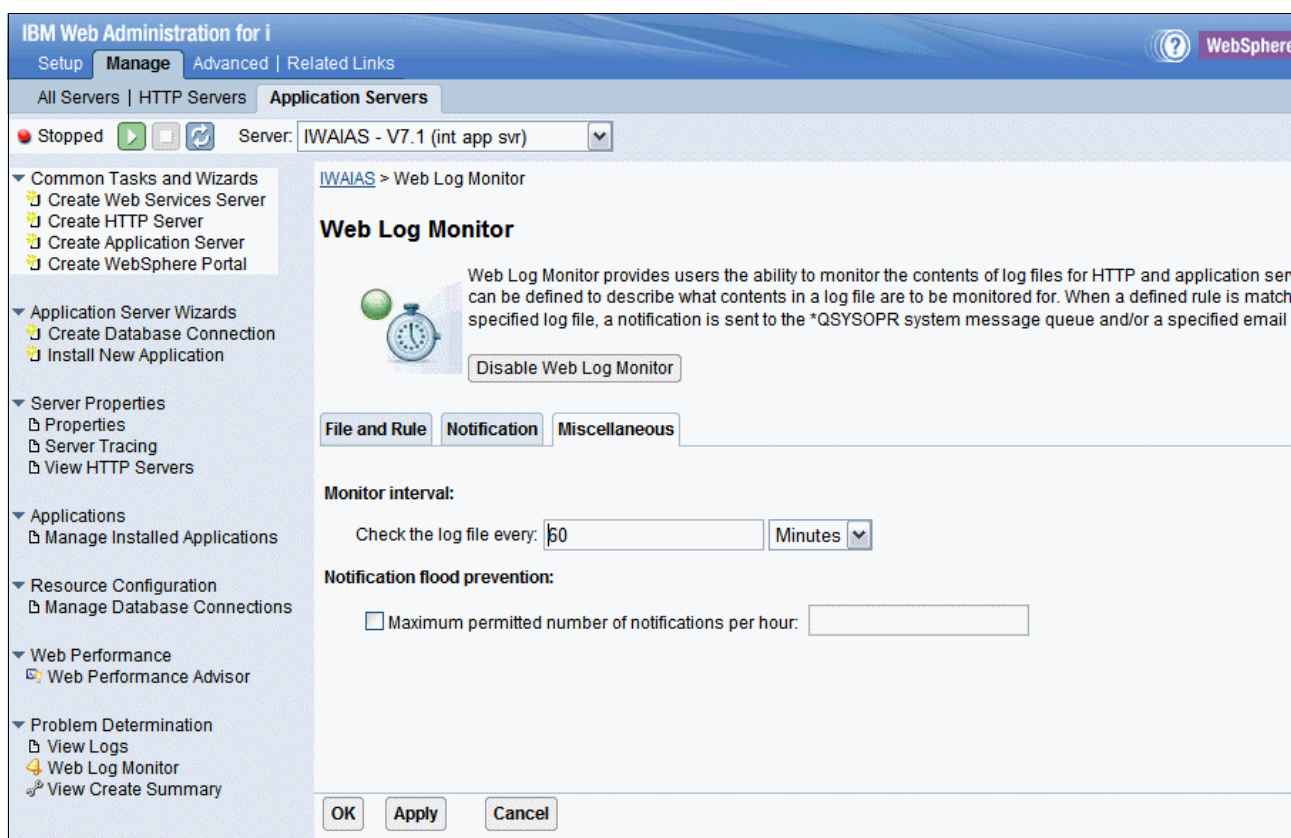 IBM Web Administration for i
Setup Manage Advanced | Related Links
? WebSphere
All Servers | HTTP Servers Application Servers
Stopped Server: IWAIAS - V7.1 (int app svr)
Common Tasks and Wizards
Create Web Services Server
Create HTTP Server
Create Application Server
Create WebSphere Portal
Application Server Wizards
Create Database Connection
Install New Application
Server Properties
Properties
Server Tracing
View HTTP Servers
Applications
Manage Installed Applications
Resource Configuration
Manage Database Connections
Web Performance
Web Performance Advisor
Problem Determination
View Logs
Web Log Monitor
View Create Summary
IWAIAS > Web Log Monitor
Web Log Monitor
Web Log Monitor provides users the ability to monitor the contents of log files for HTTP and application ser
can be defined to describe what contents in a log file are to be monitored for. When a defined rule is match
specified log file, a notification is sent to the *QSYSOPR system message queue and/or a specified email
Disable Web Log Monitor
File and Rule Notification Miscellaneous
Monitor interval:
Check the log file every: 60 Minutes
Notification flood prevention:
Maximum permitted number of notifications per hour:
OK Apply Cancel